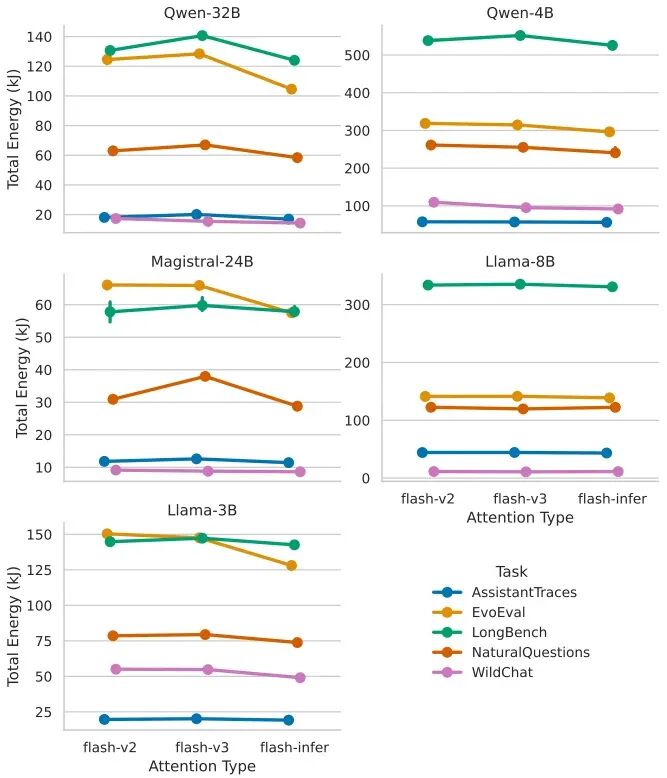 Qwen-32B
Total Energy (kJ)
140
120
100
80
60
40
20
Qwen-4B
500
400
300
200
100
Magistral-24B
Total Energy (kJ)
60
50
40
30
20
10
Llama-8B
300
200
100
0
flash-v2 flash-v3 flash-infer
Attention Type
Llama-3B
Total Energy (kJ)
150
125
100
75
50
25
flash-v2 flash-v3 flash-infer
Attention Type
Task
AssistantTraces
EvoEval
LongBench
NaturalQuestions
WildChat